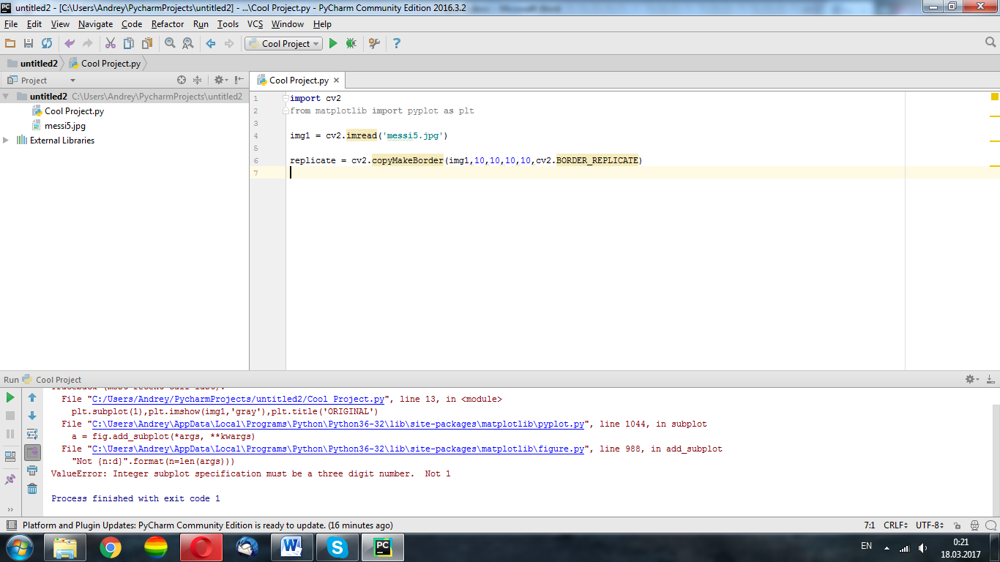 untitled2 - [C:\Users\Andrey\PycharmProjects\untitled2] - ...\Cool Project.py - PyCharm Community Edition 2016.3.2
File Edit View Navigate Code Refactor Run Tools VCS Window Help
Cool Project
untitled2 Cool Project.py
Project
Cool Project.py
untitled2 C:\Users\Andrey\PycharmProjects\untitled2
Cool Project.py
messi5.jpg
External Libraries
1 import cv2
2 from matplotlib import pyplot as plt
3
4 img1 = cv2.imread('messi5.jpg')
5
6 replicate = cv2.copyMakeBorder(img1,10,10,10,10,cv2.BORDER_REPLICATE)
7
Run Cool Project
Traceback (most recent call last):
File "C:/Users/Andrey/PycharmProjects/untitled2/Cool Project.py", line 13, in <module>
plt.subplot(1),plt.imshow(img1,'gray'),plt.title('ORIGINAL')
File "C:\Users\Andrey\AppData\Local\Programs\Python\Python36-32\lib\site-packages\matplotlib\pyplot.py", line 1044, in subplot
a = fig.add_subplot(*args, **kwargs)
File "C:\Users\Andrey\AppData\Local\Programs\Python\Python36-32\lib\site-packages\matplotlib\figure.py", line 988, in add_subplot
"Not {n:d}".format(n=len(args)))
ValueError: Integer subplot specification must be a three digit number.  Not 1
Process finished with exit code 1
Platform and Plugin Updates: PyCharm Community Edition is ready to update. (16 minutes ago)
7:1 CRLF UTF-8
EN 0:21
18.03.2017